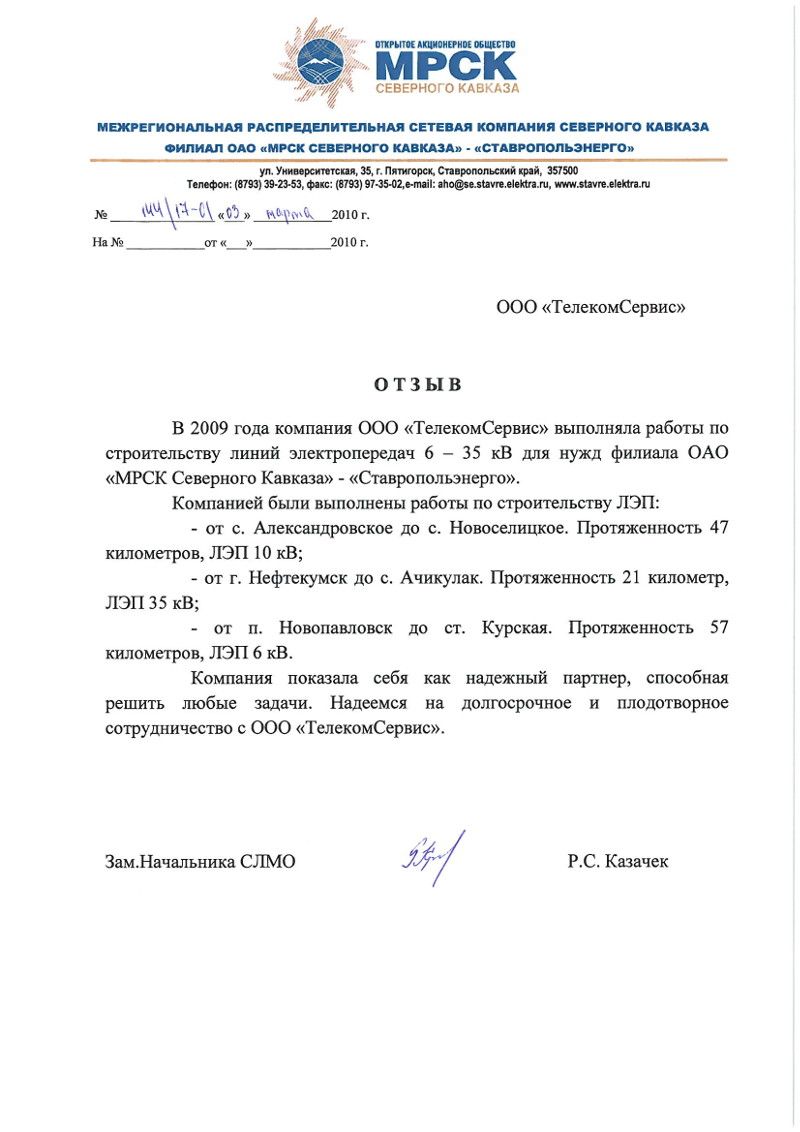 ОТКРЫТОЕ АКЦИОНЕРНОЕ ОБЩЕСТВО
МРСК
СЕВЕРНОГО КАВКАЗА
МЕЖРЕГИОНАЛЬНАЯ РАСПРЕДЕЛИТЕЛЬНАЯ СЕТЕВАЯ КОМПАНИЯ СЕВЕРНОГО КАВКАЗА
ФИЛИАЛ ОАО «МРСК СЕВЕРНОГО КАВКАЗА» - «СТАВРОПОЛЬЭНЕРГО»
ул. Университетская, 35, г. Пятигорск, Ставропольский край, 357500
Телефон: (8793) 39-23-53, факс: (8793) 97-35-02,e-mail: aho@se.stavre.elektra.ru, www.stavre.elektra.ru
№ 144/17-01 «03» марта 2010 г.
На № ____________от «___»____________2010 г.
ООО «ТелекомСервис»
О Т З Ы В
В 2009 года компания ООО «ТелекомСервис» выполняла работы по
строительству линий электропередач 6 – 35 кВ для нужд филиала ОАО
«МРСК Северного Кавказа» - «Ставропольэнерго».
Компанией были выполнены работы по строительству ЛЭП:
- от с. Александровское до с. Новоселицкое. Протяженность 47
километров, ЛЭП 10 кВ;
- от г. Нефтекумск до с. Ачикулак. Протяженность 21 километр,
ЛЭП 35 кВ;
- от п. Новопавловск до ст. Курская. Протяженность 57
километров, ЛЭП 6 кВ.
Компания показала себя как надежный партнер, способная
решить любые задачи. Надеемся на долгосрочное и плодотворное
сотрудничество с ООО «ТелекомСервис».
Зам.Начальника СЛМО Р.С. Казачек